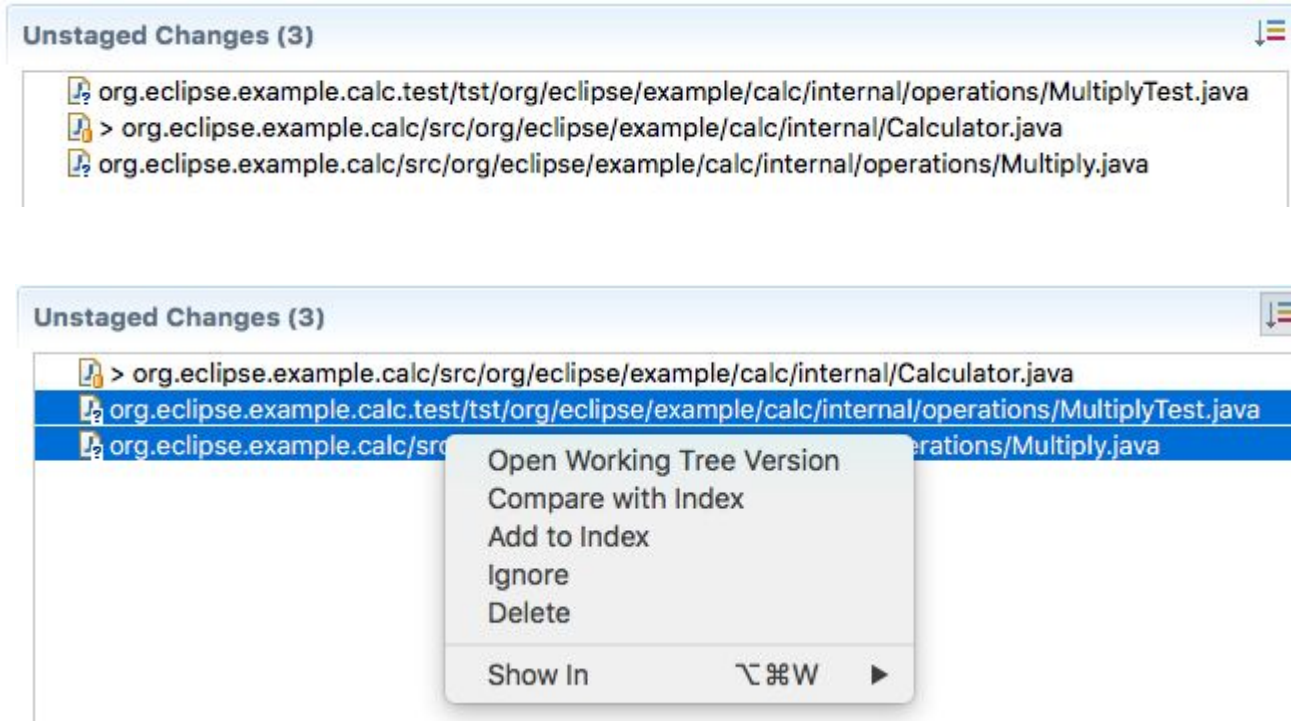 Unstaged Changes (3)
org.eclipse.example.calc.test/tst/org/eclipse/example/calc/internal/operations/MultiplyTest.java
> org.eclipse.example.calc/src/org/eclipse/example/calc/internal/Calculator.java
org.eclipse.example.calc/src/org/eclipse/example/calc/internal/operations/Multiply.java
Unstaged Changes (3)
> org.eclipse.example.calc/src/org/eclipse/example/calc/internal/Calculator.java
org.eclipse.example.calc.test/tst/org/eclipse/example/calc/internal/operations/MultiplyTest.java
org.eclipse.example.calc/src erations/Multiply.java
Open Working Tree Version
Compare with Index
Add to Index
Ignore
Delete
Show In ⌥⌘W ▶